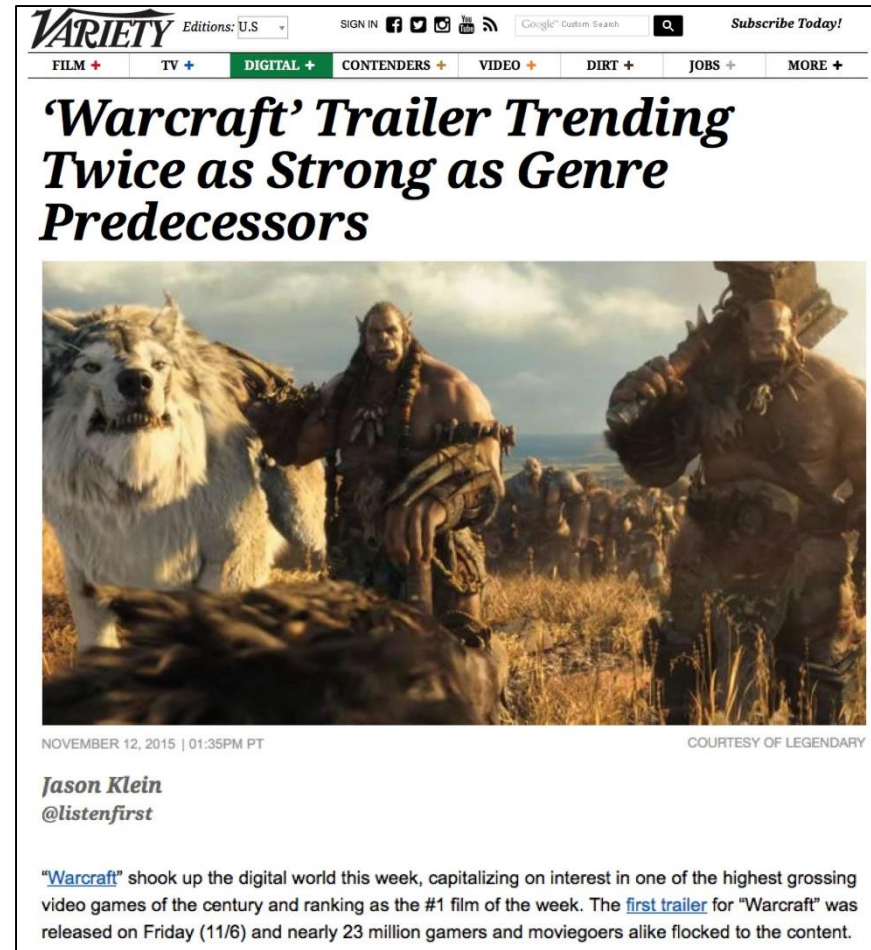 VARIETY Editions: U.S SIGN IN You Tube Google™ Custom Search Subscribe Today!
FILM + TV + DIGITAL + CONTENDERS + VIDEO + DIRT + JOBS + MORE +
‘Warcraft’ Trailer Trending
Twice as Strong as Genre
Predecessors
NOVEMBER 12, 2015 | 01:35PM PT COURTESY OF LEGENDARY
Jason Klein
@listenfirst
“Warcraft” shook up the digital world this week, capitalizing on interest in one of the highest grossing
video games of the century and ranking as the #1 film of the week. The first trailer for “Warcraft” was
released on Friday (11/6) and nearly 23 million gamers and moviegoers alike flocked to the content.